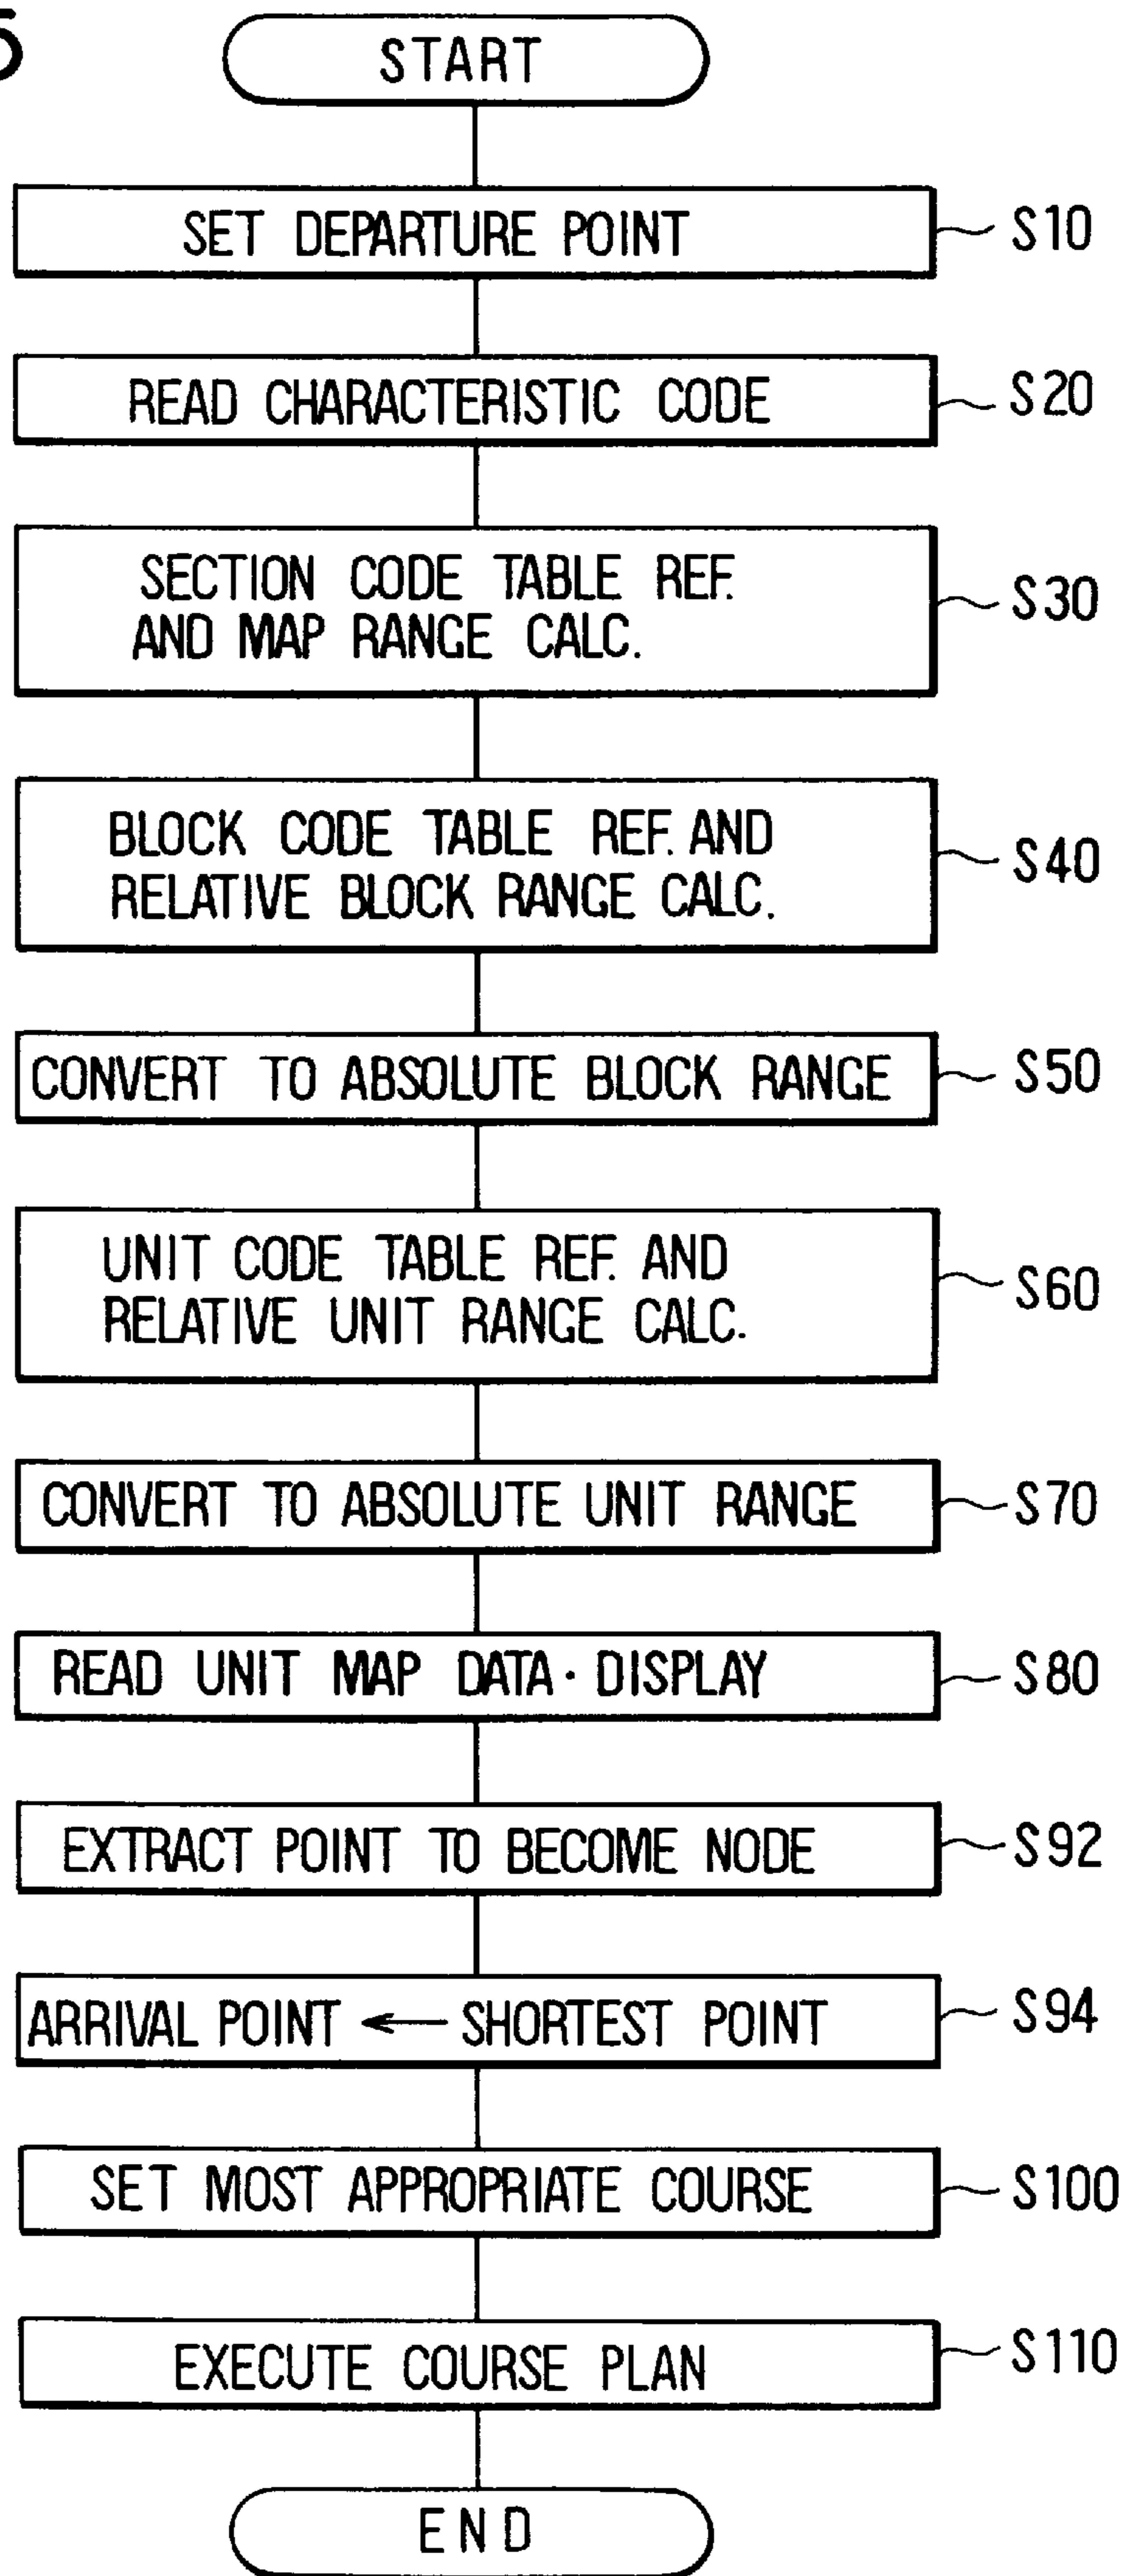 5
START
SET DEPARTURE POINT
S10
READ CHARACTERISTIC CODE
S20
SECTION CODE TABLE REF.
AND MAP RANGE CALC.
S30
BLOCK CODE TABLE REF. AND
RELATIVE BLOCK RANGE CALC.
S40
CONVERT TO ABSOLUTE BLOCK RANGE
S50
UNIT CODE TABLE REF. AND
RELATIVE UNIT RANGE CALC.
S60
CONVERT TO ABSOLUTE UNIT RANGE
S70
READ UNIT MAP DATA · DISPLAY
S80
EXTRACT POINT TO BECOME NODE
S92
ARRIVAL POINT ← SHORTEST POINT
S94
SET MOST APPROPRIATE COURSE
S100
EXECUTE COURSE PLAN
S110
END